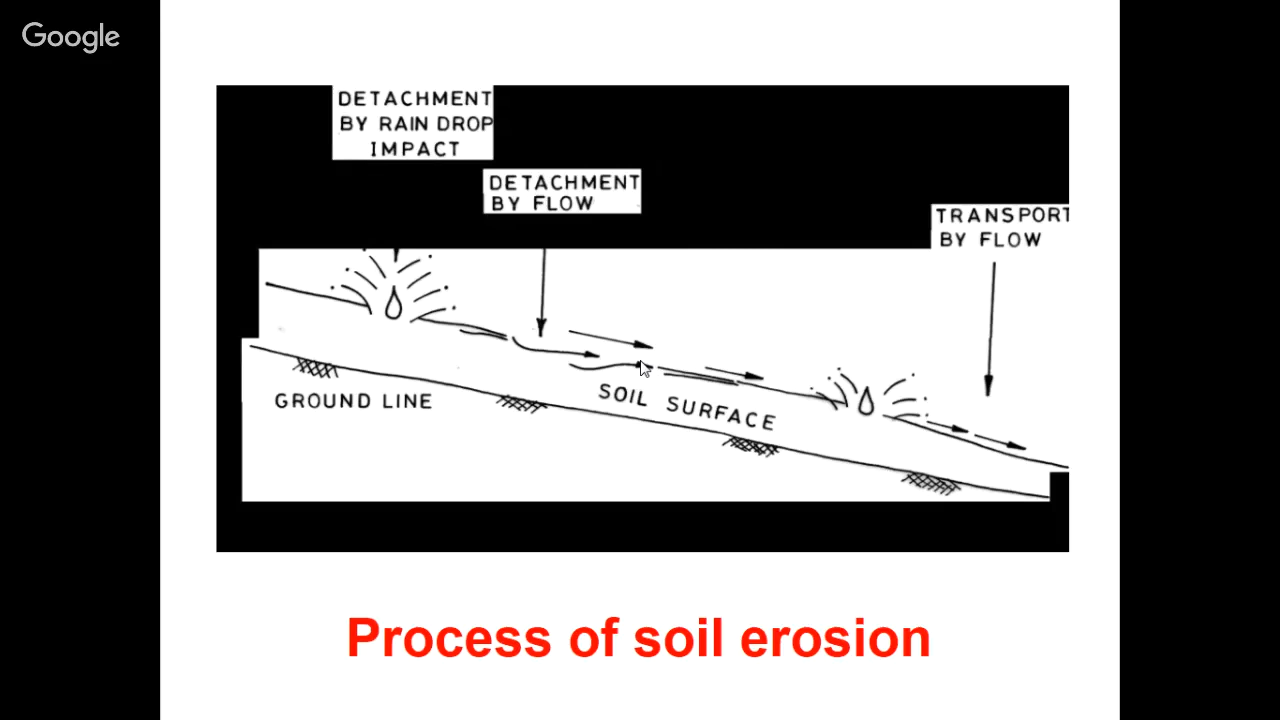 Google
DETACHMENT
BY RAIN DROP
IMPACT
DETACHMENT
BY FLOW
TRANSPORT
BY FLOW
GROUND LINE
SOIL SURFACE
Process of soil erosion